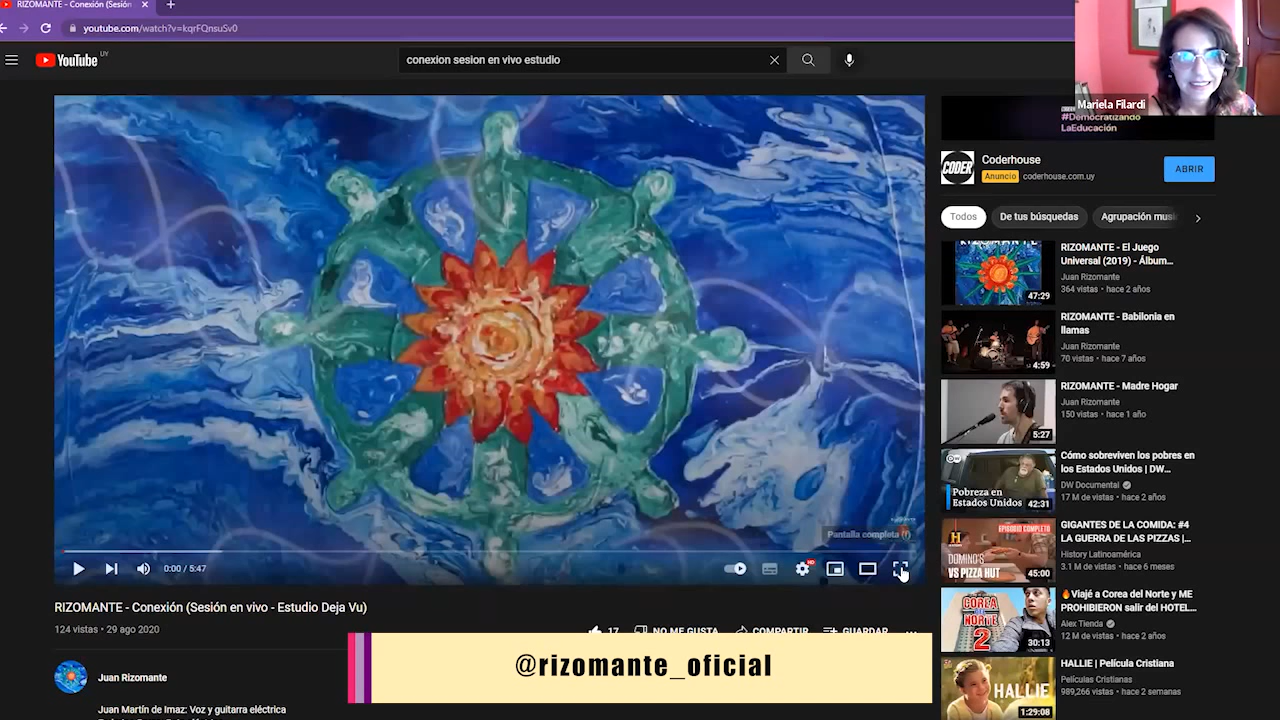 RIZOMANTE - Conexión (Sesión
youtube.com/watch?v=kqrFQnsuSv0
YouTube UY
conexion sesion en vivo estudio
Mariela Filardi
#Democratizando
LaEducación
CODER
Coderhouse
Anuncio coderhouse.com.uy
ABRIR
Todos
De tus búsquedas
Agrupación musi
RIZOMANTE - El Juego
Universal (2019) - Álbum...
Juan Rizomante
364 vistas • hace 2 años
47:29
RIZOMANTE - Babilonia en
llamas
Juan Rizomante
70 vistas • hace 7 años
4:59
RIZOMANTE - Madre Hogar
Juan Rizomante
150 vistas • hace 1 año
5:27
Cómo sobreviven los pobres en
los Estados Unidos | DW...
DW Documental
17 M de vistas • hace 2 años
DW
Pobreza en
Estados Unidos
42:31
GIGANTES DE LA COMIDA: #4
LA GUERRA DE LAS PIZZAS |...
History Latinoamérica
3.1 M de vistas • hace 6 meses
H
EPISODIO COMPLETO
DOMINO'S
VS PIZZA HUT
45:00
🔥Viajé a Corea del Norte y ME
PROHIBIERON salir del HOTEL...
Alex Tienda
12 M de vistas • hace 2 años
COREA
DEL
NORTE
2
30:13
HALLIE | Película Cristiana
Películas Cristianas
989,266 vistas • hace 2 semanas
HALLIE
1:29:08
Pantalla completa (f)
0:00 / 5:47
HD
RIZOMANTE - Conexión (Sesión en vivo - Estudio Deja Vu)
124 vistas • 29 ago 2020
17
NO ME GUSTA
COMPARTIR
GUARDAR
@rizomante_oficial
Juan Rizomante
Juan Martín de Imaz: Voz y guitarra eléctrica